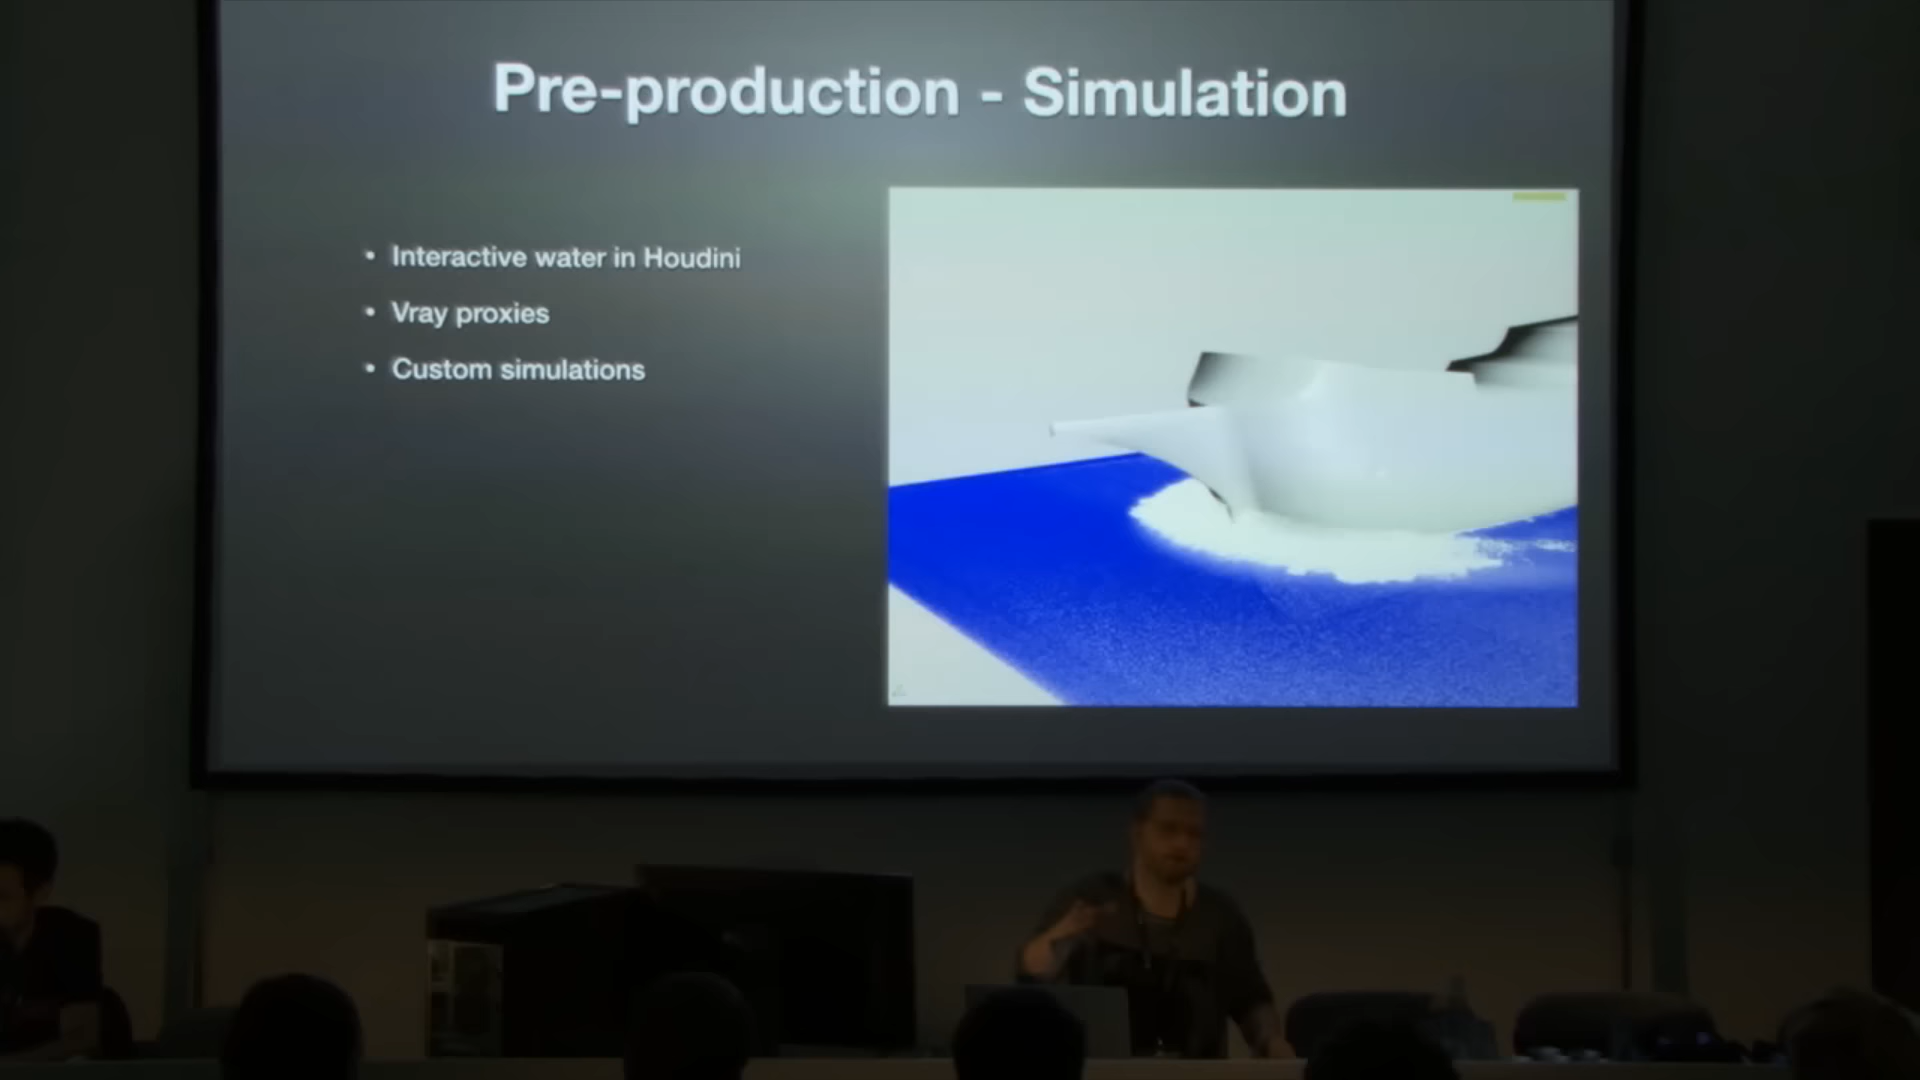 Pre-production - Simulation
• Interactive water in Houdini
• Vray proxies
• Custom simulations